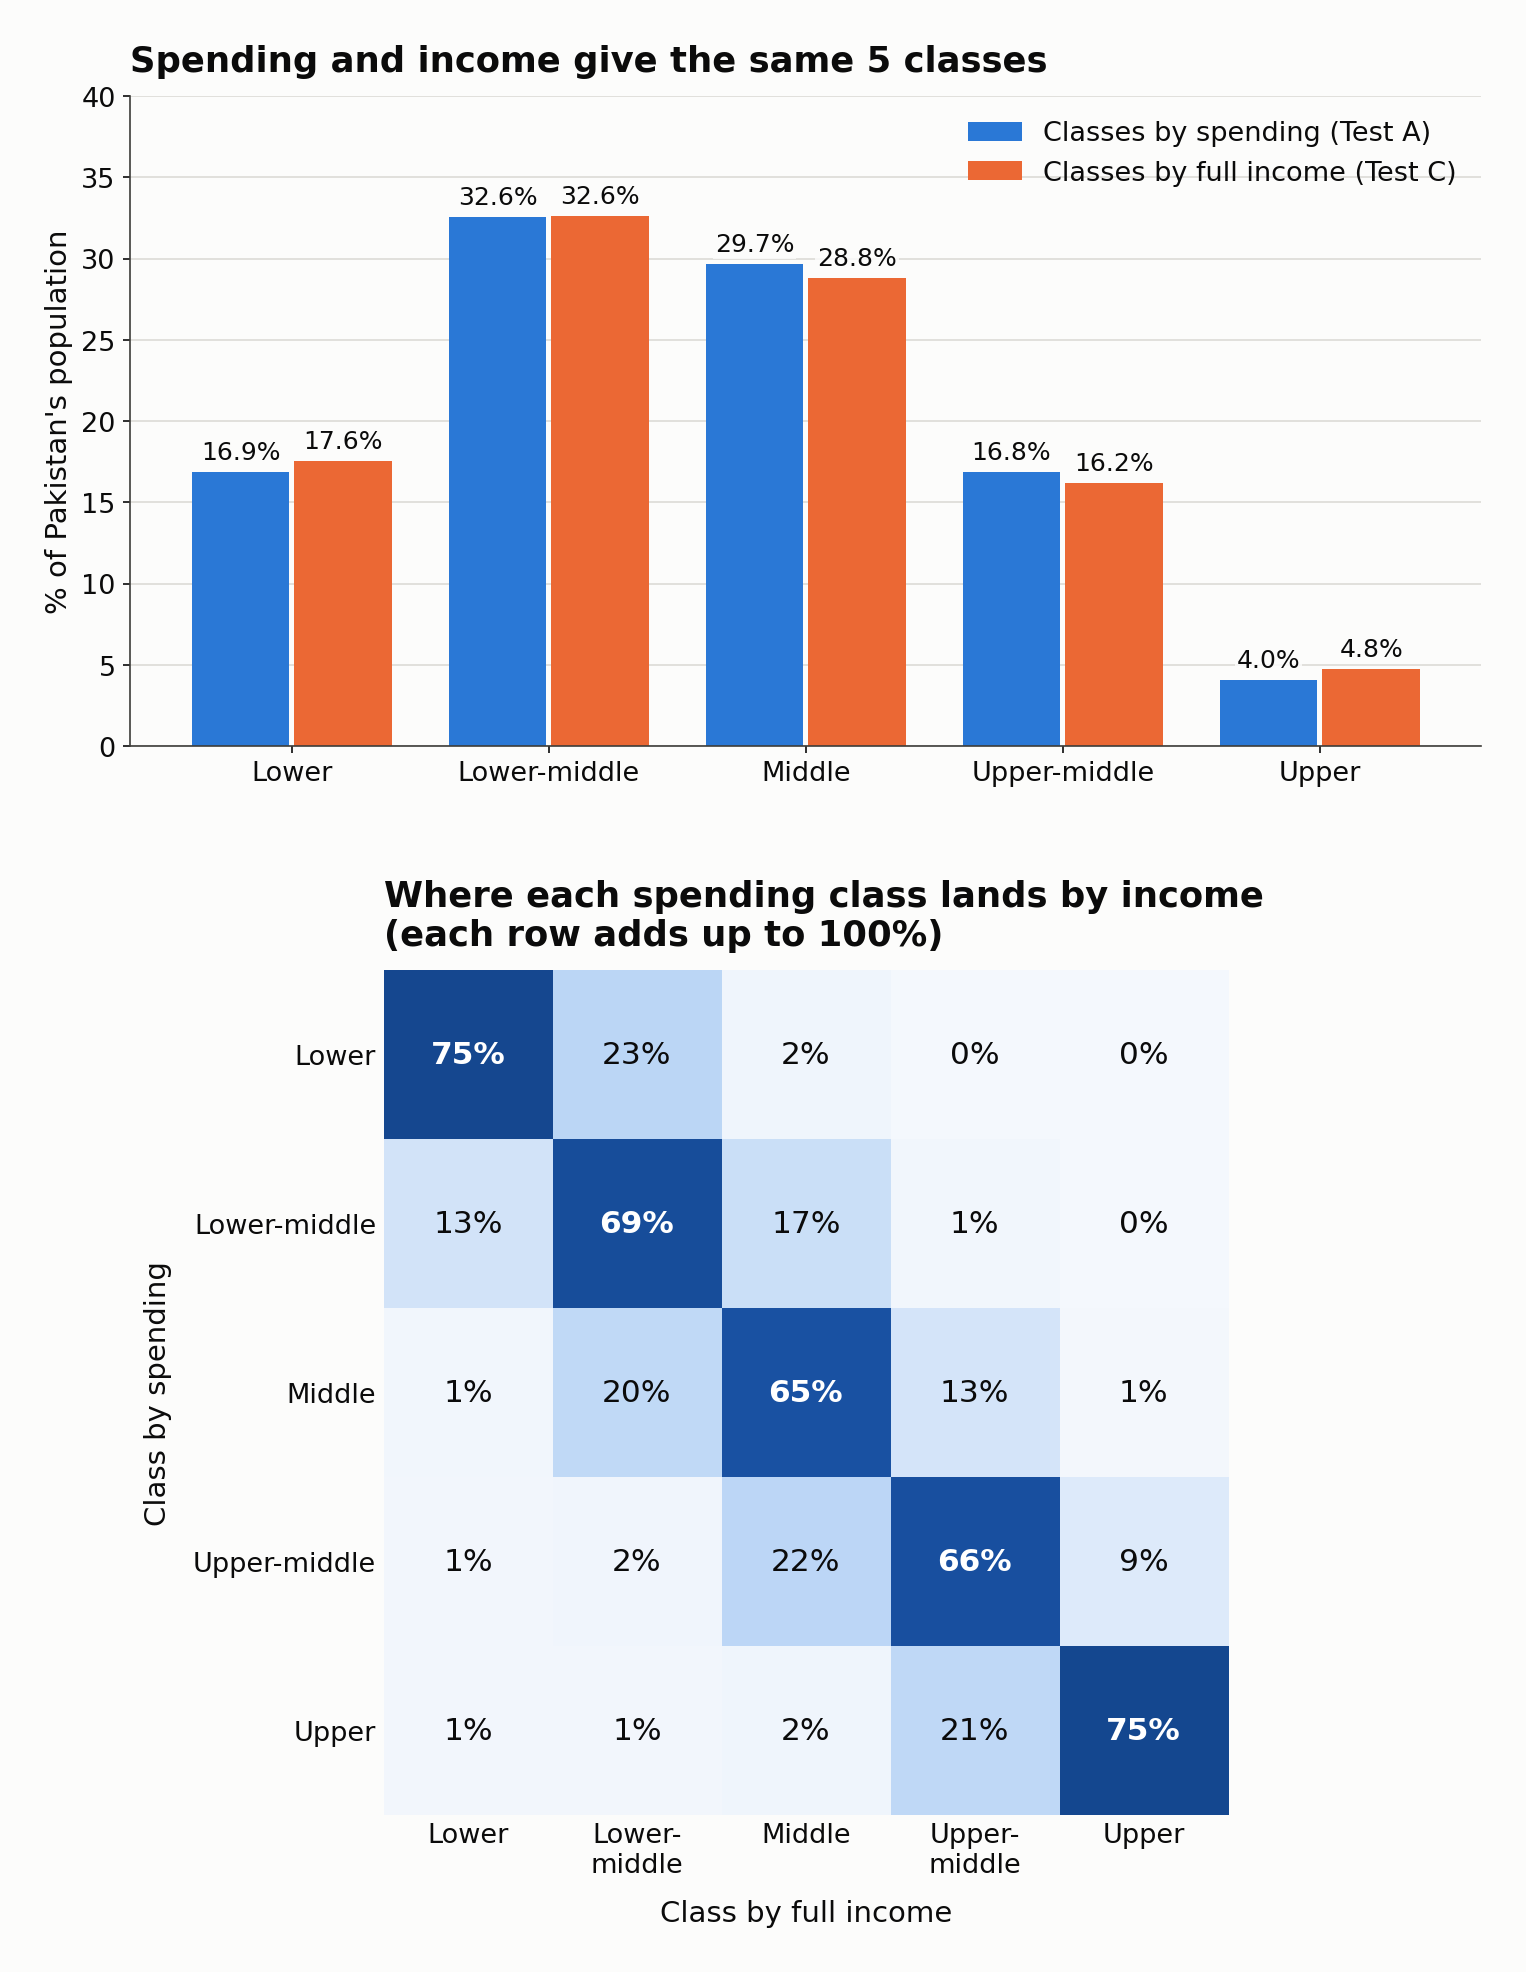 Spending and income give the same 5 classes
40
35
30
25
20
15
10
5
0
% of Pakistan's population
Classes by spending (Test A)
Classes by full income (Test C)
16.9%
17.6%
32.6%
32.6%
29.7%
28.8%
16.8%
16.2%
4.0%
4.8%
Lower
Lower-middle
Middle
Upper-middle
Upper
Where each spending class lands by income
(each row adds up to 100%)
Class by spending
Lower 75% 23% 2% 0% 0%
Lower-middle 13% 69% 17% 1% 0%
Middle 1% 20% 65% 13% 1%
Upper-middle 1% 2% 22% 66% 9%
Upper 1% 1% 2% 21% 75%
Lower
Lower-
middle
Middle
Upper-
middle
Upper
Class by full income